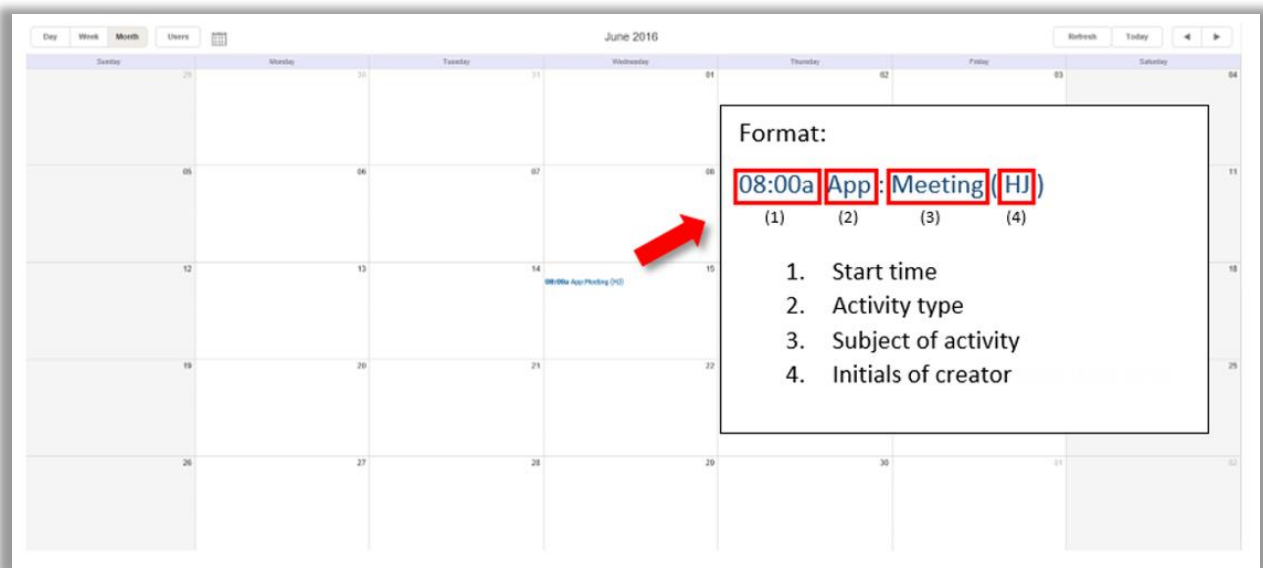 Day Week Month Users June 2016 Refresh Today
Sunday Monday Tuesday Wednesday Thursday Friday Saturday
29 30 31 01 02 03 04
Format:
05 06 07 08 11
08:00a App : Meeting ( HJ )
(1) (2) (3) (4)
12 13 14 15 18
08:00a App:Meeting (HJ)
1. Start time
2. Activity type
3. Subject of activity
4. Initials of creator
19 20 21 22 25
26 27 28 29 30 01 02